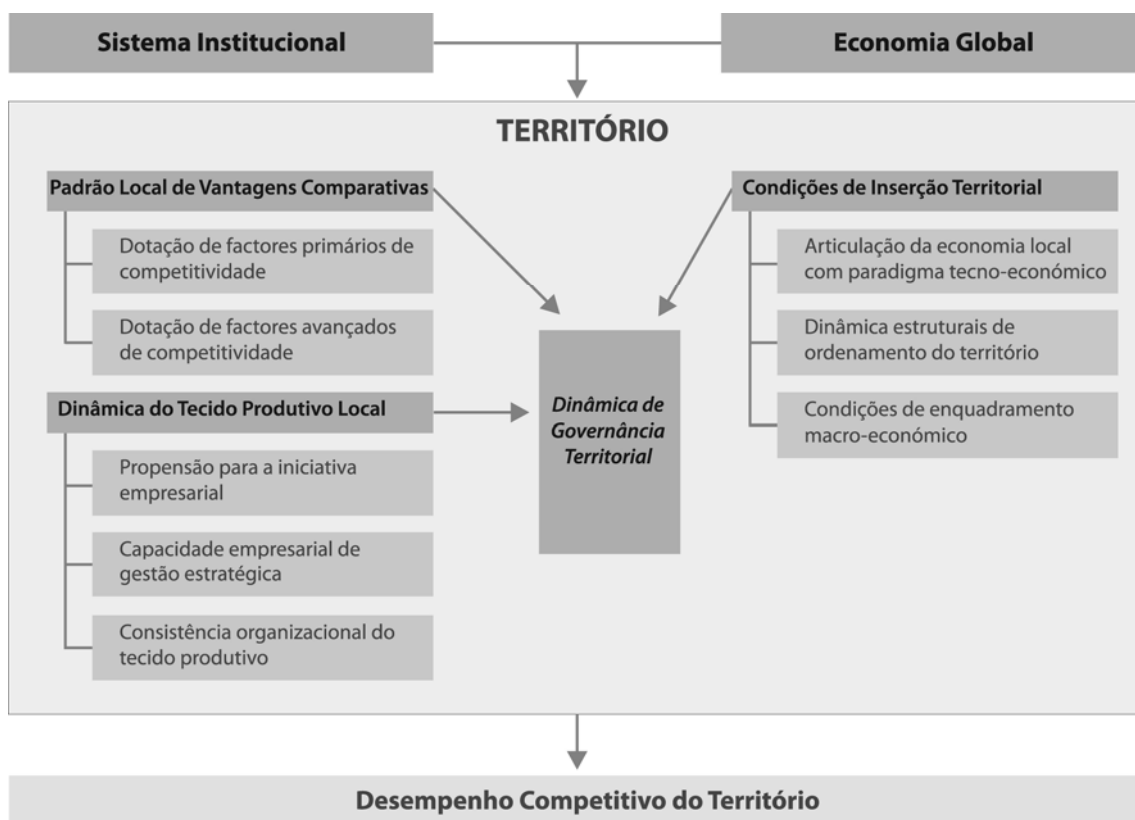 Sistema Institucional
Economia Global
TERRITÓRIO
Padrão Local de Vantagens Comparativas
Dotação de factores primários de
competitividade
Dotação de factores avançados
de competitividade
Dinâmica do Tecido Produtivo Local
Propensão para a iniciativa
empresarial
Capacidade empresarial de
gestão estratégica
Consistência organizacional do
tecido produtivo
Dinâmica de
Governância
Territorial
Condições de Inserção Territorial
Articulação da economia local
com paradigma tecno-económico
Dinâmica estruturais de
ordenamento do território
Condições de enquadramento
macro-económico
Desempenho Competitivo do Território